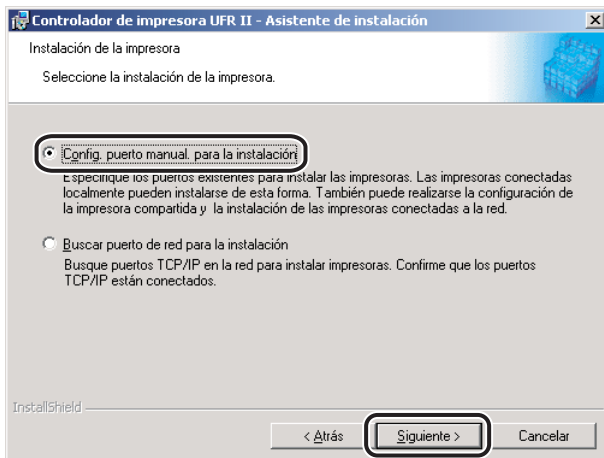 Controlador de impresora UFR II - Asistente de instalación
Instalación de la impresora
Seleccione la instalación de la impresora.
Config. puerto manual. para la instalación
Especifique los puertos existentes para instalar las impresoras. Las impresoras conectadas
localmente pueden instalarse de esta forma. También puede realizarse la configuración de
la impresora compartida y la instalación de las impresoras conectadas a la red.
Buscar puerto de red para la instalación
Busque puertos TCP/IP en la red para instalar impresoras. Confirme que los puertos
TCP/IP están conectados.
InstallShield
< Atrás Siguiente > Cancelar